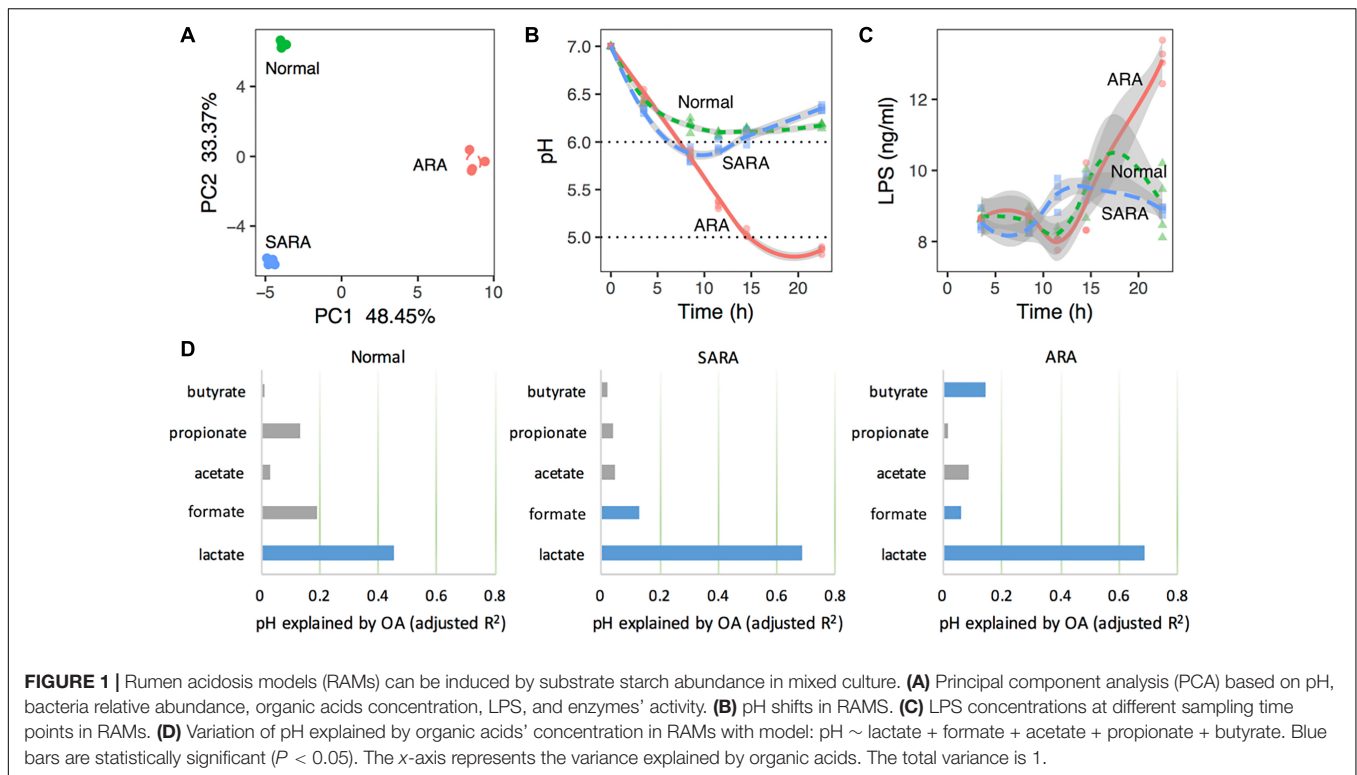 A
PC2 33.37%
4
0
−4
Normal
ARA
SARA
−5 0 5 10
PC1 48.45%
B
pH
7.0
6.5
6.0
5.5
5.0
Normal
SARA
ARA
0 5 10 15 20
Time (h)
C
LPS (ng/ml)
12
10
8
ARA
Normal
SARA
0 5 10 15 20
Time (h)
D
Normal
butyrate
propionate
acetate
formate
lactate
0 0.2 0.4 0.6 0.8
pH explained by OA (adjusted R²)
SARA
butyrate
propionate
acetate
formate
lactate
0 0.2 0.4 0.6 0.8
pH explained by OA (adjusted R²)
ARA
butyrate
propionate
acetate
formate
lactate
0 0.2 0.4 0.6 0.8
pH explained by OA (adjusted R²)
FIGURE 1 | Rumen acidosis models (RAMs) can be induced by substrate starch abundance in mixed culture. (A) Principal component analysis (PCA) based on pH,
bacteria relative abundance, organic acids concentration, LPS, and enzymes' activity. (B) pH shifts in RAMS. (C) LPS concentrations at different sampling time
points in RAMs. (D) Variation of pH explained by organic acids' concentration in RAMs with model: pH ∼ lactate + formate + acetate + propionate + butyrate. Blue
bars are statistically significant (P < 0.05). The x-axis represents the variance explained by organic acids. The total variance is 1.